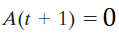 A(t + 1) = 0